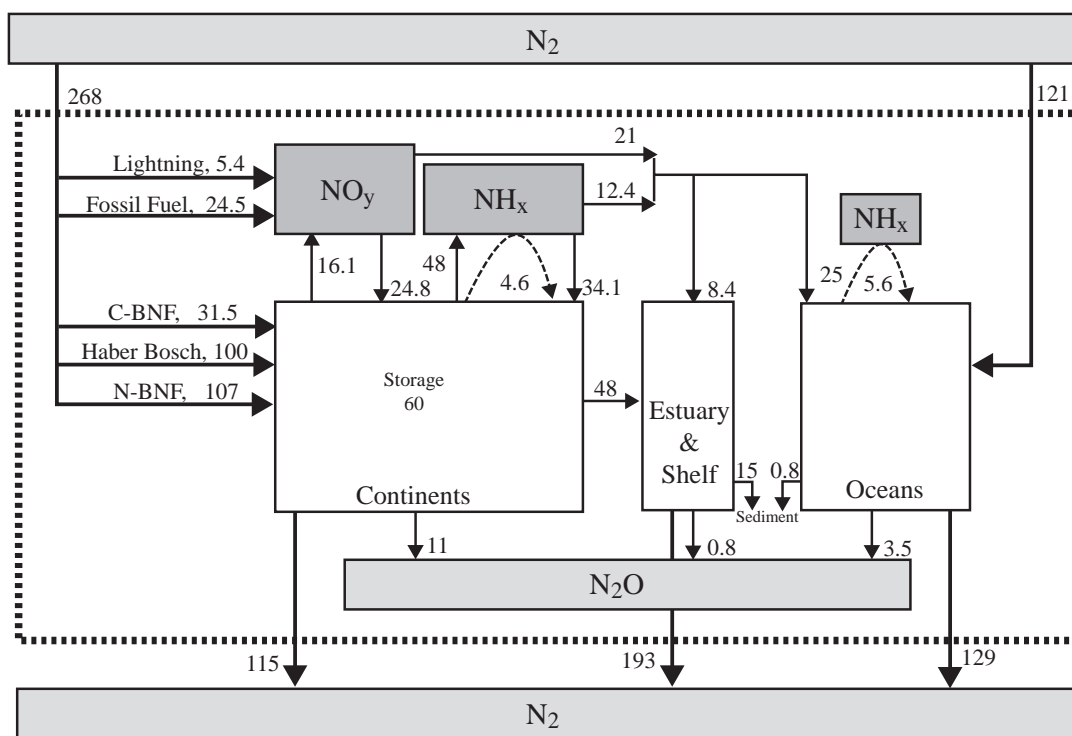 N2
268
121
21
Lightning, 5.4
NOy
NHx
12.4
NHx
Fossil Fuel, 24.5
16.1
48
4.6
25
5.6
24.8
34.1
8.4
C-BNF, 31.5
Haber Bosch, 100
Storage
60
N-BNF, 107
48
Estuary
&
Shelf
15
0.8
Continents
Oceans
Sediment
11
0.8
3.5
N2O
115
193
129
N2